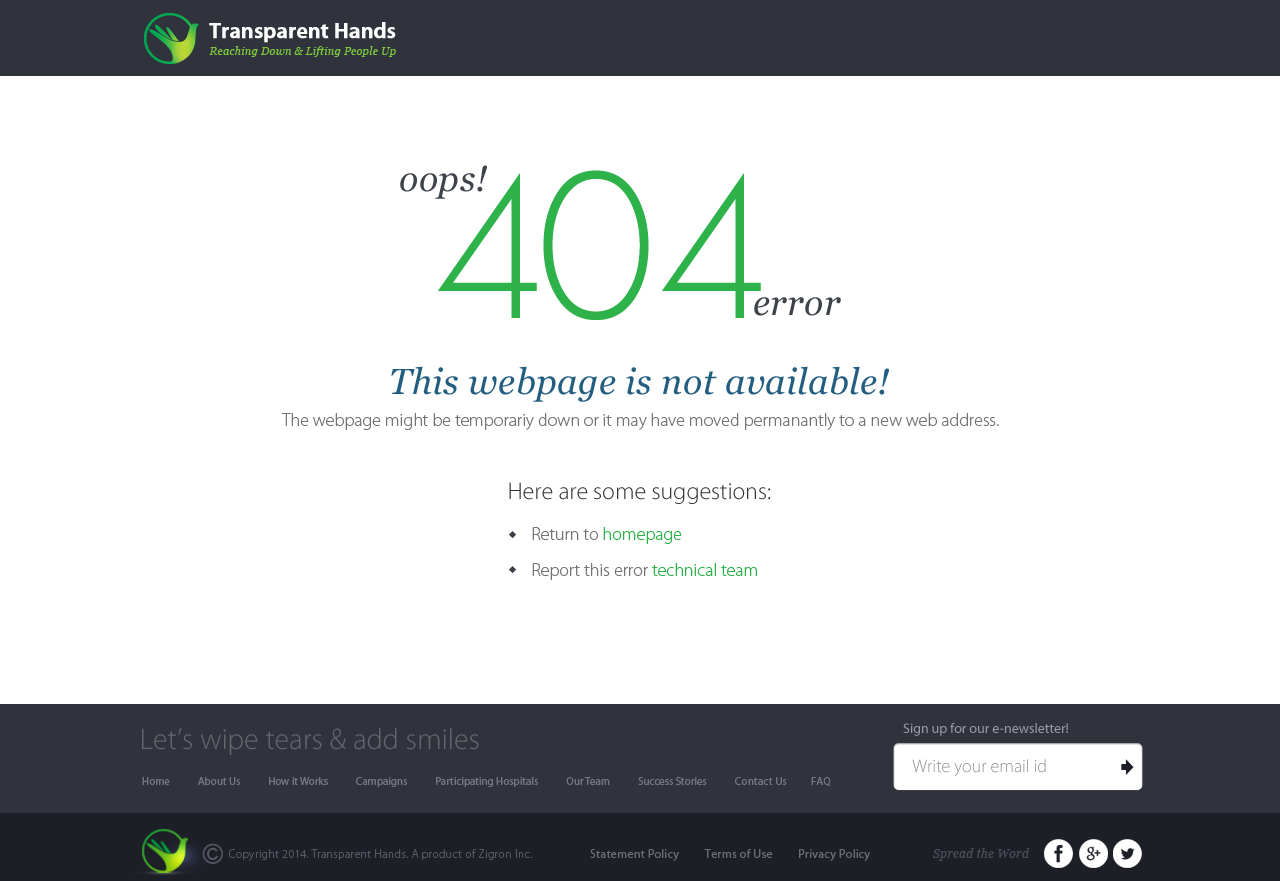 Transparent Hands
Reaching Down & Lifting People Up
oops!
404
error
This webpage is not available!
The webpage might be temporariy down or it may have moved permanantly to a new web address.
Here are some suggestions:
Return to homepage
Report this error technical team
Let's wipe tears & add smiles
Home About Us How it Works Campaigns Participating Hospitals Our Team Success Stories Contact Us FAQ
Sign up for our e-newsletter!
Write your email id
© Copyright 2014. Transparent Hands. A product of Zigron Inc.
Statement Policy Terms of Use Privacy Policy
Spread the Word